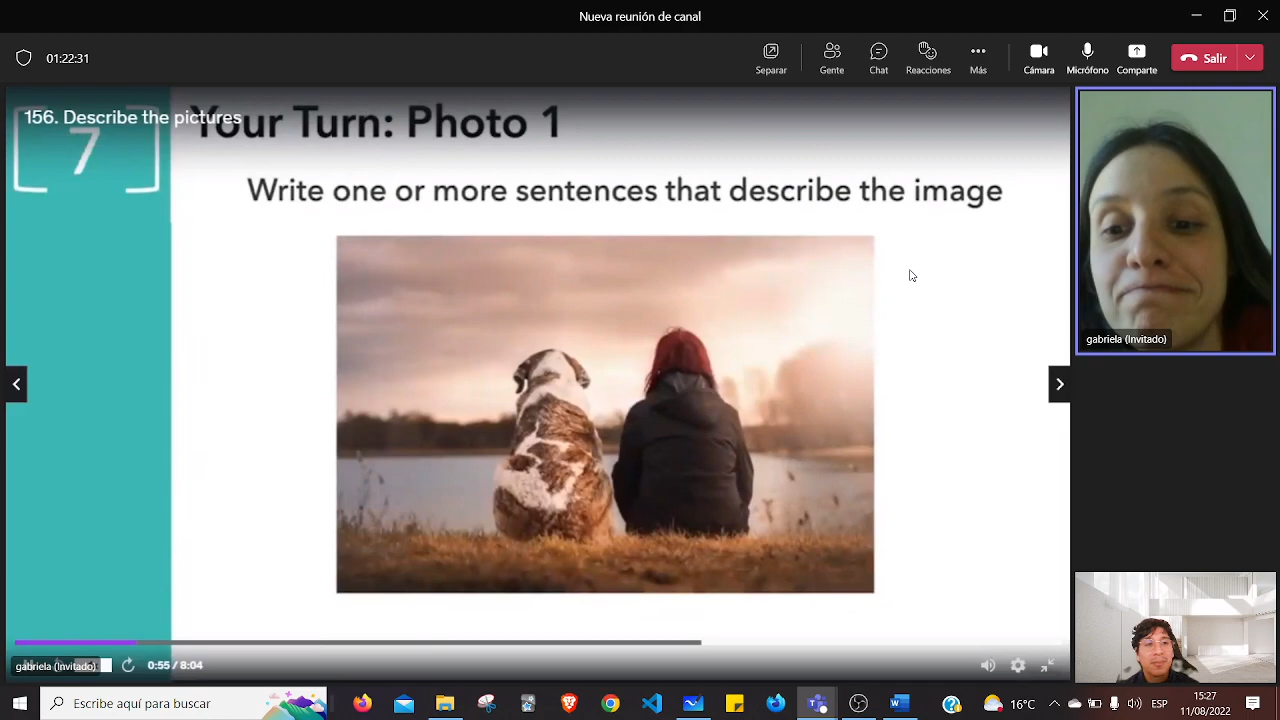 Nueva reunión de canal
01:22:31
Separar
Gente
Chat
Reacciones
Más
Cámara
Micrófono
Comparte
Salir
156. Describe the pictures
7
Your Turn: Photo 1
Write one or more sentences that describe the image
gabriela (Invitado)
gabriela (Invitado)
0:55 / 8:04
Escribe aquí para buscar
16°C
ESP
15:27
11/08/2022